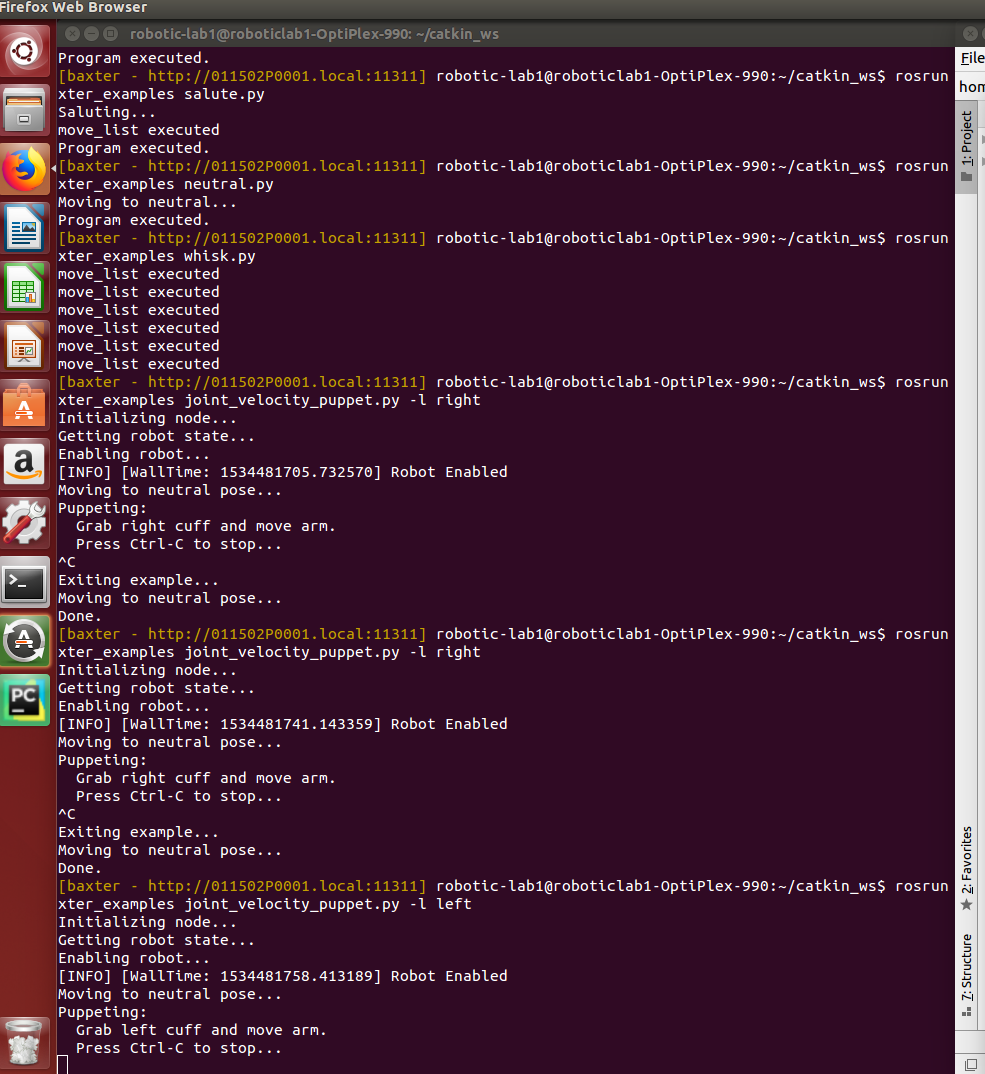 Firefox Web Browser
robotic-lab1@roboticlab1-OptiPlex-990: ~/catkin_ws
Program executed.
[baxter - http://011502P0001.local:11311] robotic-lab1@roboticlab1-OptiPlex-990:~/catkin_ws$ rosrun
xter_examples salute.py
Saluting...
move_list executed
Program executed.
[baxter - http://011502P0001.local:11311] robotic-lab1@roboticlab1-OptiPlex-990:~/catkin_ws$ rosrun
xter_examples neutral.py
Moving to neutral...
Program executed.
[baxter - http://011502P0001.local:11311] robotic-lab1@roboticlab1-OptiPlex-990:~/catkin_ws$ rosrun
xter_examples whisk.py
move_list executed
move_list executed
move_list executed
move_list executed
move_list executed
move_list executed
[baxter - http://011502P0001.local:11311] robotic-lab1@roboticlab1-OptiPlex-990:~/catkin_ws$ rosrun
xter_examples joint_velocity_puppet.py -l right
Initializing node...
Getting robot state...
Enabling robot...
[INFO] [WallTime: 1534481705.732570] Robot Enabled
Moving to neutral pose...
Puppeting:
  Grab right cuff and move arm.
  Press Ctrl-C to stop...
^C
Exiting example...
Moving to neutral pose...
Done.
[baxter - http://011502P0001.local:11311] robotic-lab1@roboticlab1-OptiPlex-990:~/catkin_ws$ rosrun
xter_examples joint_velocity_puppet.py -l right
Initializing node...
Getting robot state...
Enabling robot...
[INFO] [WallTime: 1534481741.143359] Robot Enabled
Moving to neutral pose...
Puppeting:
  Grab right cuff and move arm.
  Press Ctrl-C to stop...
^C
Exiting example...
Moving to neutral pose...
Done.
[baxter - http://011502P0001.local:11311] robotic-lab1@roboticlab1-OptiPlex-990:~/catkin_ws$ rosrun
xter_examples joint_velocity_puppet.py -l left
Initializing node...
Getting robot state...
Enabling robot...
[INFO] [WallTime: 1534481758.413189] Robot Enabled
Moving to neutral pose...
Puppeting:
  Grab left cuff and move arm.
  Press Ctrl-C to stop...
File
hom
1: Project
2: Favorites
7: Structure
a
>_
PC